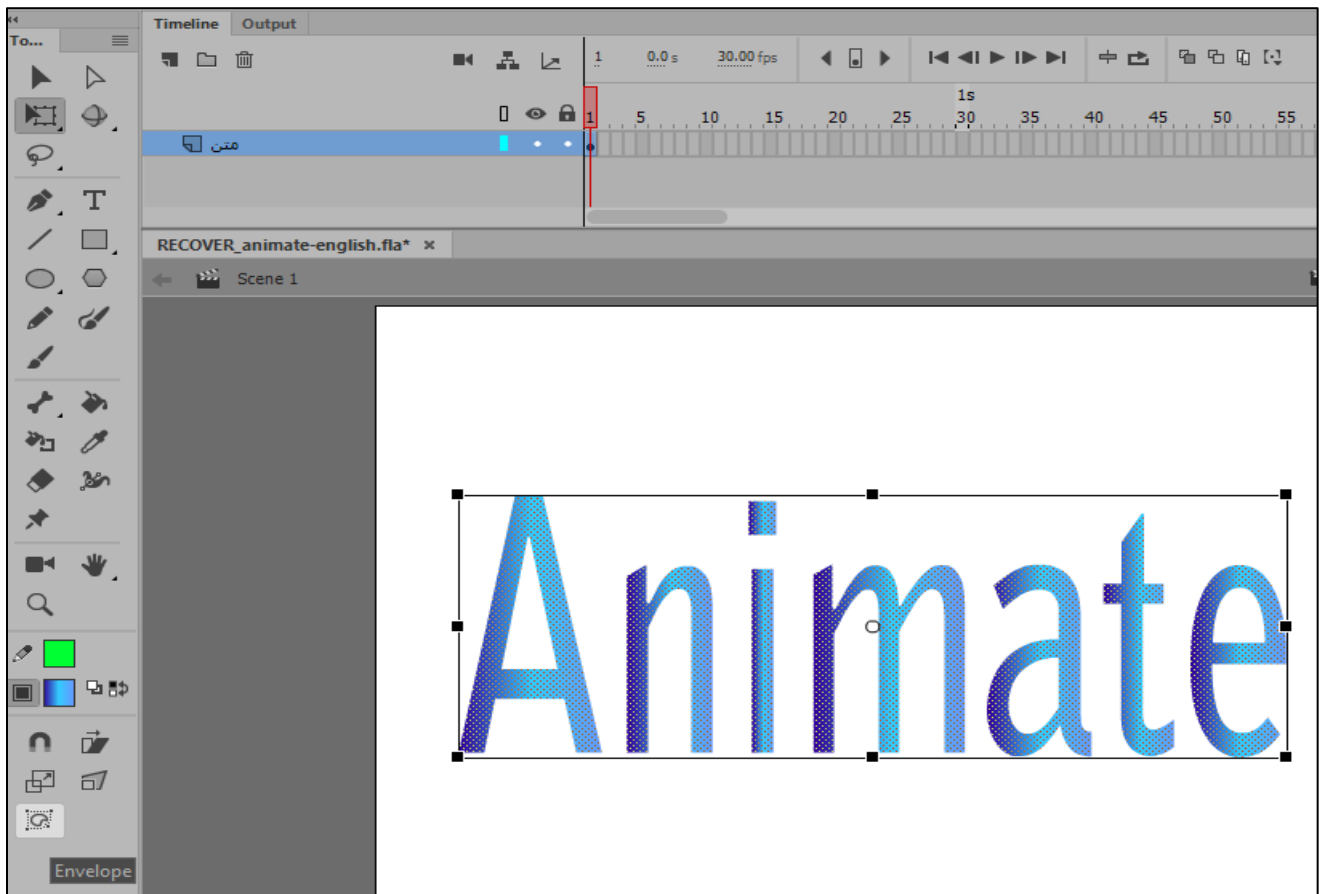 To...
Timeline Output
1 0.0 s 30.00 fps
1s
1 5 10 15 20 25 30 35 40 45 50 55
متن
RECOVER_animate-english.fla* ×
Scene 1
T
Animate
Envelope